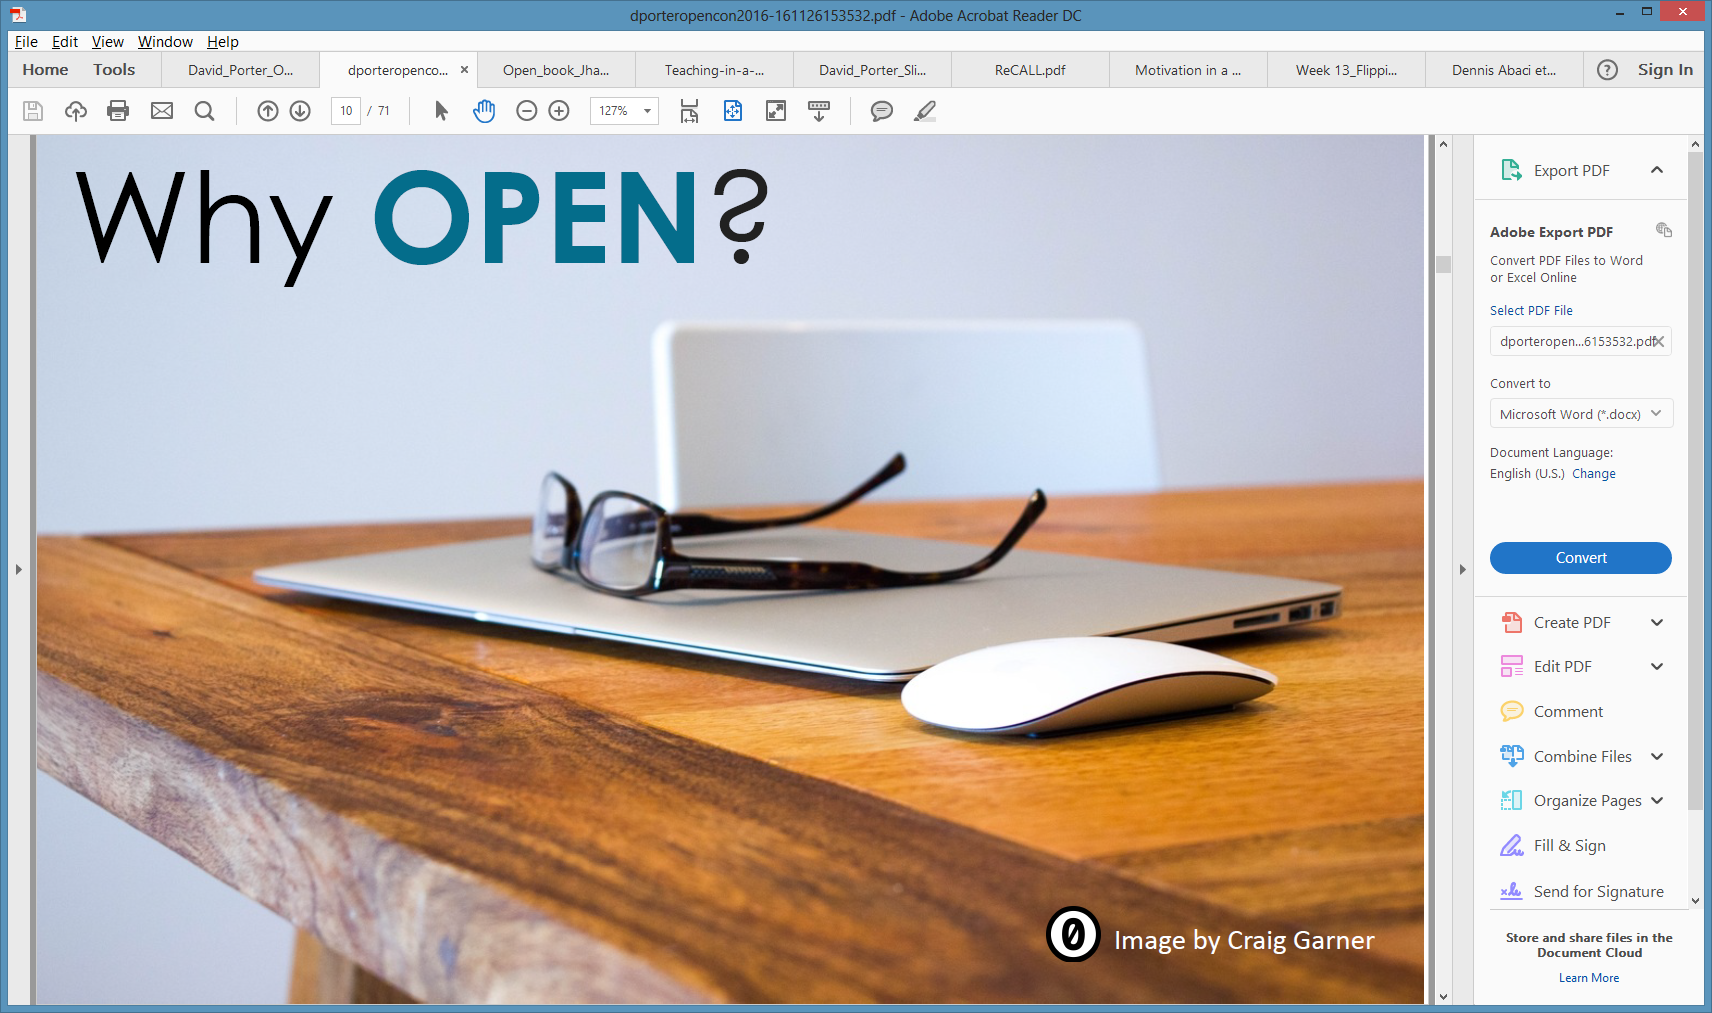 dporteropencon2016-161126153532.pdf - Adobe Acrobat Reader DC
File Edit View Window Help
Home Tools David_Porter_O... dporteropenco... × Open_book_Jha... Teaching-in-a-... David_Porter_Sli... ReCALL.pdf Motivation in a ... Week 13_Flippi... Dennis Abaci et... ? Sign In
10 / 71 127%
Why OPEN?
0 Image by Craig Garner
Export PDF
Adobe Export PDF
Convert PDF Files to Word
or Excel Online
Select PDF File
dporteropen...6153532.pdf
Convert to
Microsoft Word (*.docx)
Document Language:
English (U.S.) Change
Convert
Create PDF
Edit PDF
Comment
Combine Files
Organize Pages
Fill & Sign
Send for Signature
Store and share files in the
Document Cloud
Learn More